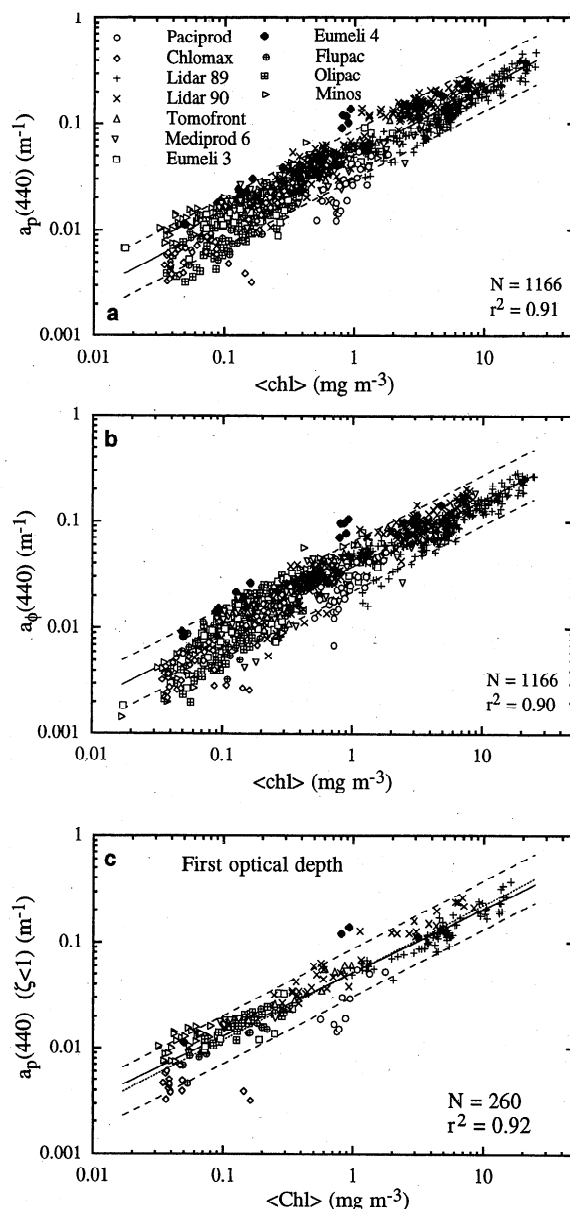 1
0.1
0.01
0.001
a_p(440) (m⁻¹)
Paciprod
Chlomax
Lidar 89
Lidar 90
Tomofront
Mediprod 6
Eumeli 3
Eumeli 4
Flupac
Olipac
Minos
a
N = 1166
r² = 0.91
0.01 0.1 1 10
<chl> (mg m⁻³)
1
0.1
0.01
0.001
a_ϕ(440) (m⁻¹)
b
N = 1166
r² = 0.90
0.01 0.1 1 10
<chl> (mg m⁻³)
1
0.1
0.01
0.001
a_p(440) (ζ<1) (m⁻¹)
c First optical depth
N = 260
r² = 0.92
0.01 0.1 1 10
<Chl> (mg m⁻³)